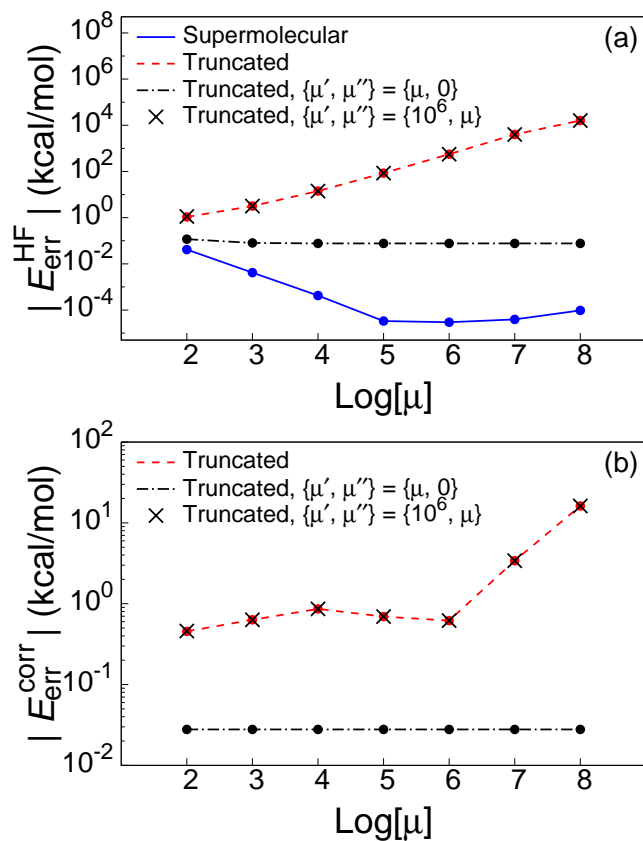 (a)
Supermolecular
Truncated
Truncated, {μ′, μ′′} = {μ, 0}
Truncated, {μ′, μ′′} = {10^6, μ}
| E_err^HF | (kcal/mol)
10^8
10^6
10^4
10^2
10^0
10^-2
10^-4
2 3 4 5 6 7 8
Log[μ]
(b)
Truncated
Truncated, {μ′, μ′′} = {μ, 0}
Truncated, {μ′, μ′′} = {10^6, μ}
| E_err^corr | (kcal/mol)
10^2
10^1
10^0
10^-1
10^-2
2 3 4 5 6 7 8
Log[μ]